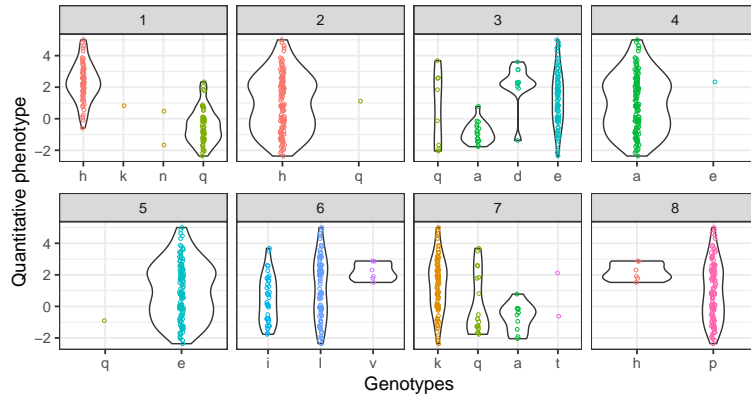 1 2 3 4
4
2
0
−2
h k n q h q q a d e a e
5 6 7 8
4
2
0
−2
q e i l v k q a t h p
Quantitative phenotype
Genotypes